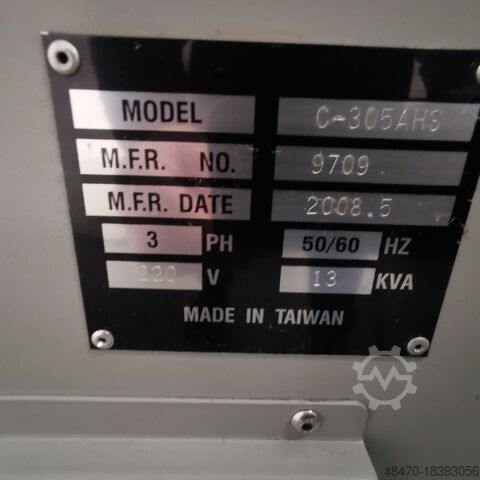 MODEL C-305AHS
M.F.R. NO. 9709
M.F.R. DATE 2008.5
3 PH 50/60 HZ
220 V 13 KVA
MADE IN TAIWAN
48470-18393056